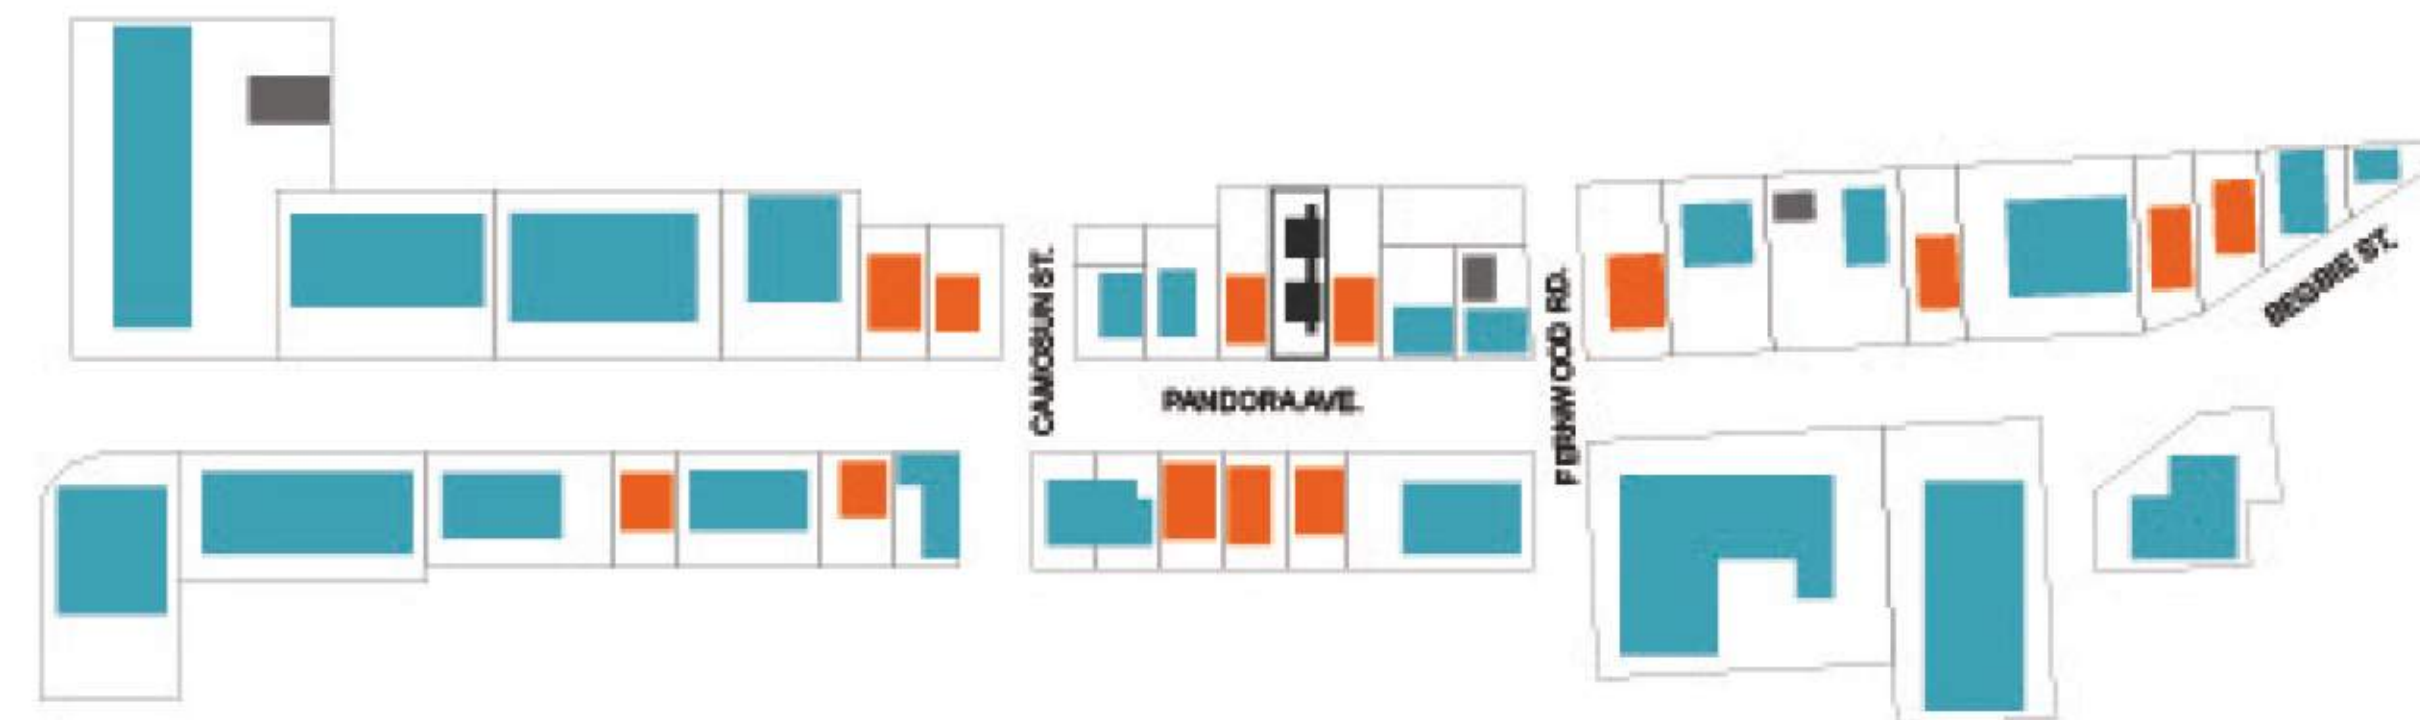 CAMOSUN ST.
PANDORA AVE.
FERNWOOD RD.
BEGBIE ST.